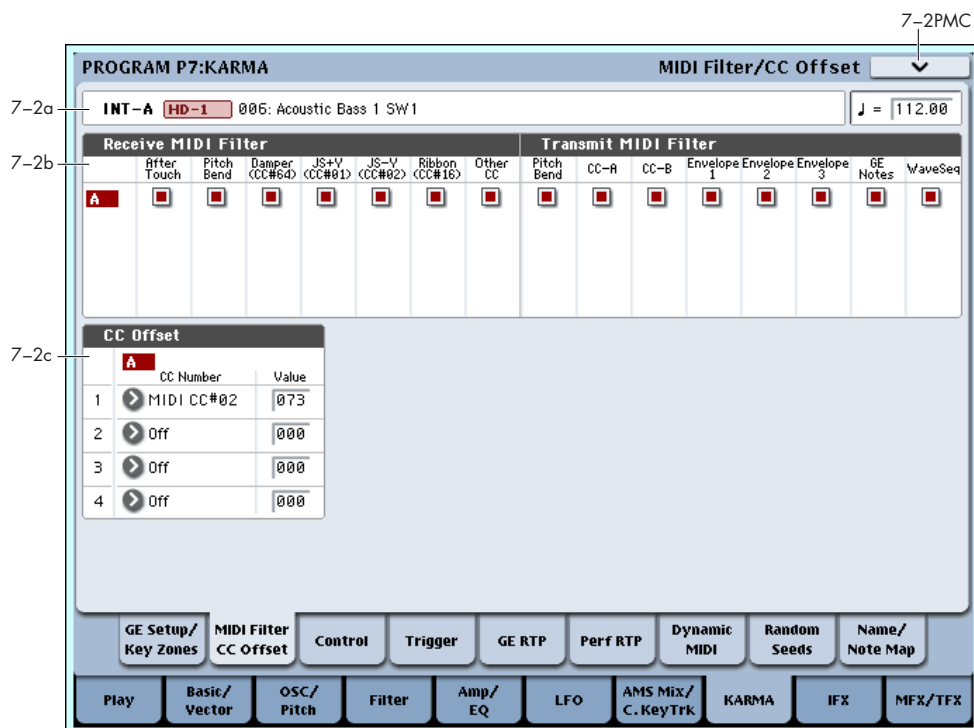 7–2PMC
PROGRAM P7:KARMA MIDI Filter/CC Offset
7–2a
INT–A HD–1 006: Acoustic Bass 1 SW1 ♩ = 112.00
7–2b
Receive MIDI Filter Transmit MIDI Filter
After Touch Pitch Bend Damper (CC#64) JS+Y (CC#01) JS–Y (CC#02) Ribbon (CC#16) Other CC Pitch Bend CC–A CC–B Envelope 1 Envelope 2 Envelope 3 GE Notes WaveSeq
A
CC Offset
7–2c
A
CC Number Value
1 MIDI CC#02 073
2 Off 000
3 Off 000
4 Off 000
GE Setup/ Key Zones MIDI Filter CC Offset Control Trigger GE RTP Perf RTP Dynamic MIDI Random Seeds Name/ Note Map
Play Basic/ Vector OSC/ Pitch Filter Amp/ EQ LFO AMS Mix/ C.KeyTrk KARMA IFX MFX/TFX